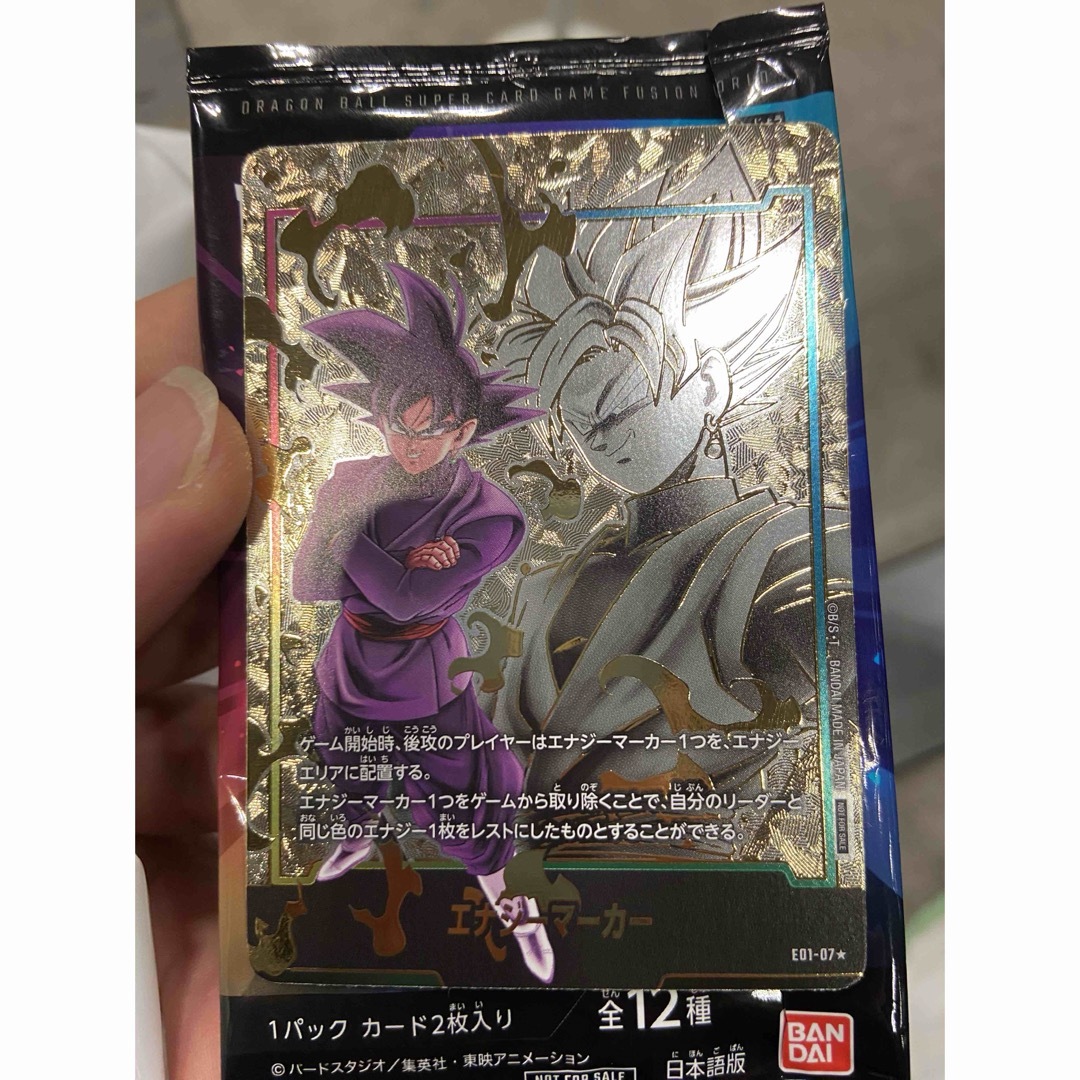 DRAGON BALL SUPER CARD GAME FUSION WORLD
ゲーム開始時、後攻のプレイヤーはエナジーマーカー1つを、エナジー
エリアに配置する。
エナジーマーカー1つをゲームから取り除くことで、自分のリーダーと
同じ色のエナジー1枚をレストにしたものとすることができる。
エナジーマーカー
E01-07★
©B/S・T., BANDAI MADE IN JAPAN
NOT FOR SALE
1パック カード2枚入り
全12種
©バードスタジオ/集英社・東映アニメーション
NOT FOR SALE
日本語版
BAN
DAI